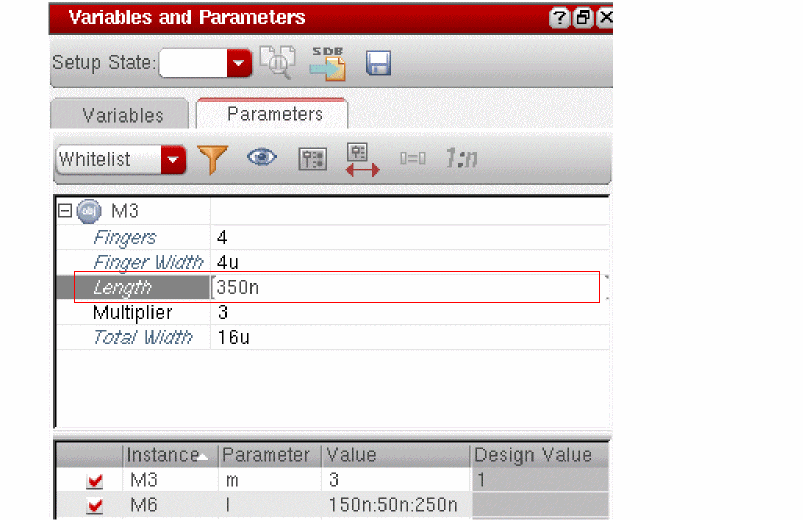 Variables and Parameters
Setup State:
SDB
Variables Parameters
Whitelist 1:n
obj M3
Fingers 4
Finger Width 4u
Length 350n
Multiplier 3
Total Width 16u
Instance Parameter Value Design Value
M3 m 3 1
M6 l 150n:50n:250n